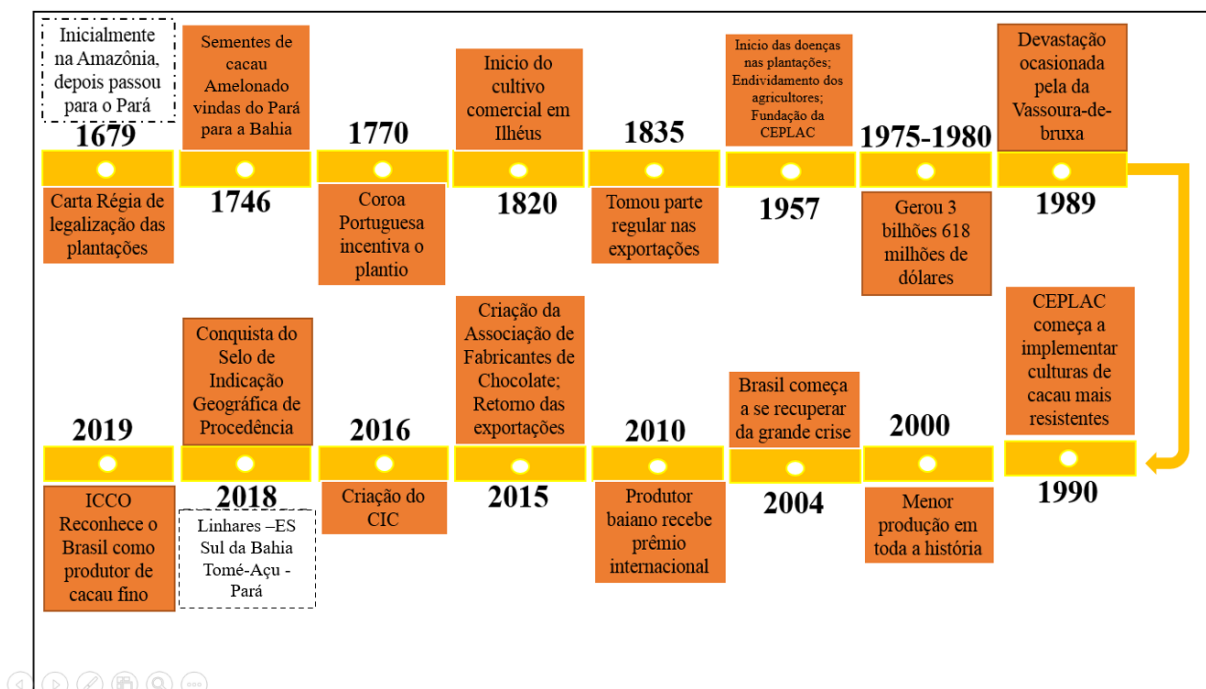 Inicialmente
na Amazônia,
depois passou
para o Pará
1679
Carta Régia de
legalização das
plantações
Sementes de
cacau
Amelonado
vindas do Pará
para a Bahia
1746
1770
Coroa
Portuguesa
incentiva o
plantio
Inicio do
cultivo
comercial em
Ilhéus
1820
1835
Tomou parte
regular nas
exportações
Inicio das doenças
nas plantações;
Endividamento dos
agricultores;
Fundação da
CEPLAC
1957
1975-1980
Gerou 3
bilhões 618
milhões de
dólares
Devastação
ocasionada
pela da
Vassoura-de-
bruxa
1989
CEPLAC
começa a
implementar
culturas de
cacau mais
resistentes
1990
2000
Menor
produção em
toda a história
Brasil começa
a se recuperar
da grande crise
2004
2010
Produtor
baiano recebe
prêmio
internacional
Criação da
Associação de
Fabricantes de
Chocolate;
Retorno das
exportações
2015
2016
Criação do
CIC
Conquista do
Selo de
Indicação
Geográfica de
Procedência
2018
Linhares –ES
Sul da Bahia
Tomé-Açu -
Pará
2019
ICCO
Reconhece o
Brasil como
produtor de
cacau fino